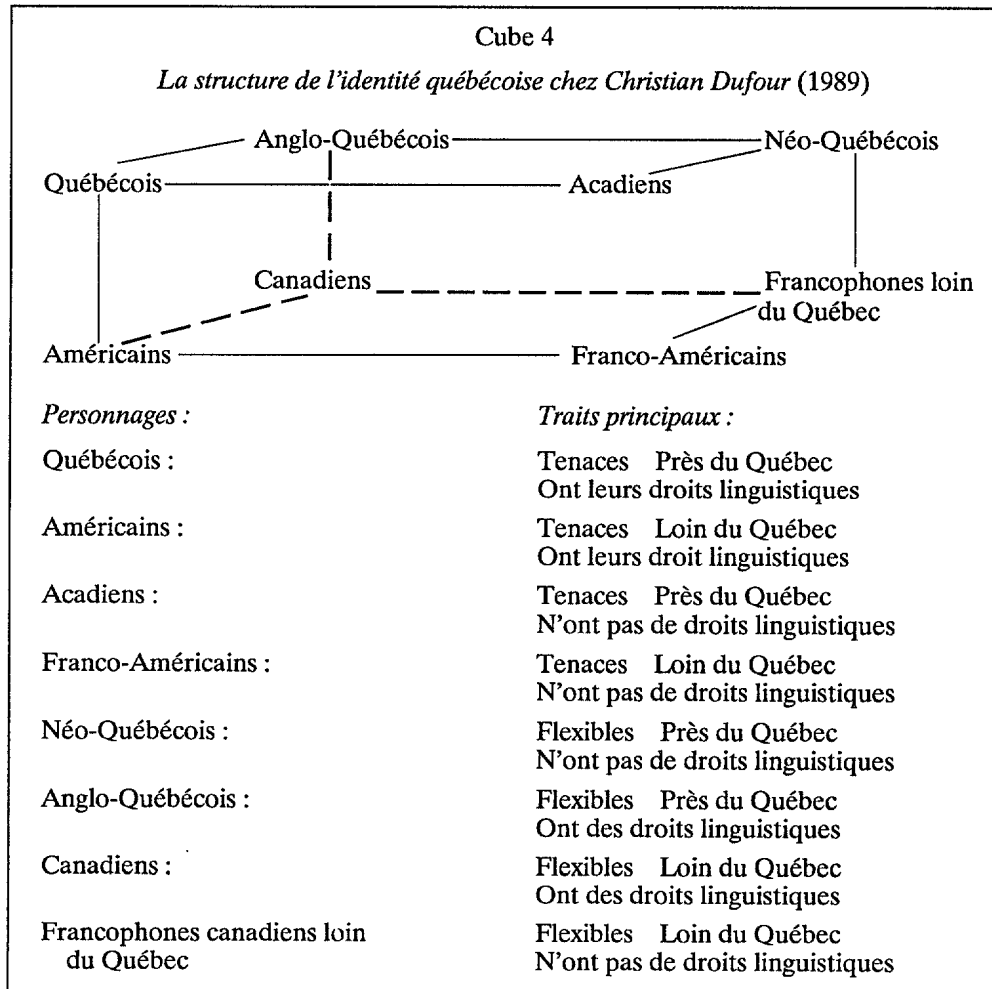 Cube 4
La structure de l'identité québécoise chez Christian Dufour (1989)
Anglo-Québécois Néo-Québécois
Québécois Acadiens
Canadiens Francophones loin
du Québec
Américains Franco-Américains
Personnages : Traits principaux :
Québécois : Tenaces Près du Québec
Ont leurs droits linguistiques
Américains : Tenaces Loin du Québec
Ont leurs droit linguistiques
Acadiens : Tenaces Près du Québec
N'ont pas de droits linguistiques
Franco-Américains : Tenaces Loin du Québec
N'ont pas de droits linguistiques
Néo-Québécois : Flexibles Près du Québec
N'ont pas de droits linguistiques
Anglo-Québécois : Flexibles Près du Québec
Ont des droits linguistiques
Canadiens : Flexibles Loin du Québec
Ont des droits linguistiques
Francophones canadiens loin Flexibles Loin du Québec
du Québec N'ont pas de droits linguistiques